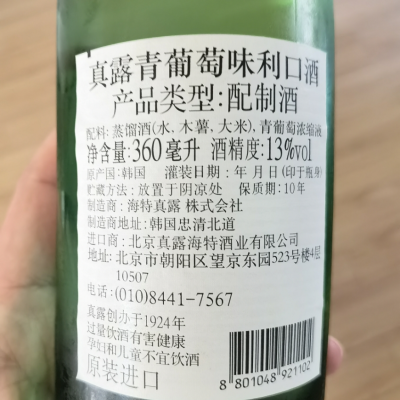 真露青葡萄味利口酒
产品类型:配制酒
配料: 蒸馏酒(水, 木薯, 大米), 青葡萄浓缩液,
净含量:360毫升 酒精度:13%vol
原产国:韩国 灌装日期: 年 月 日 (印于瓶身)
贮藏方法: 放置于阴凉处 保质期: 10年
制造商: 海特真露 株式会社
制造商地址: 韩国忠清北道
进口商: 北京真露海特酒业有限公司
地址: 北京市朝阳区望京东园523号楼4层
10507
电话: (010)8441-7567
真露创办于1924年
过量饮酒有害健康
孕妇和儿童不宜饮酒
原装进口
8 801048 921102